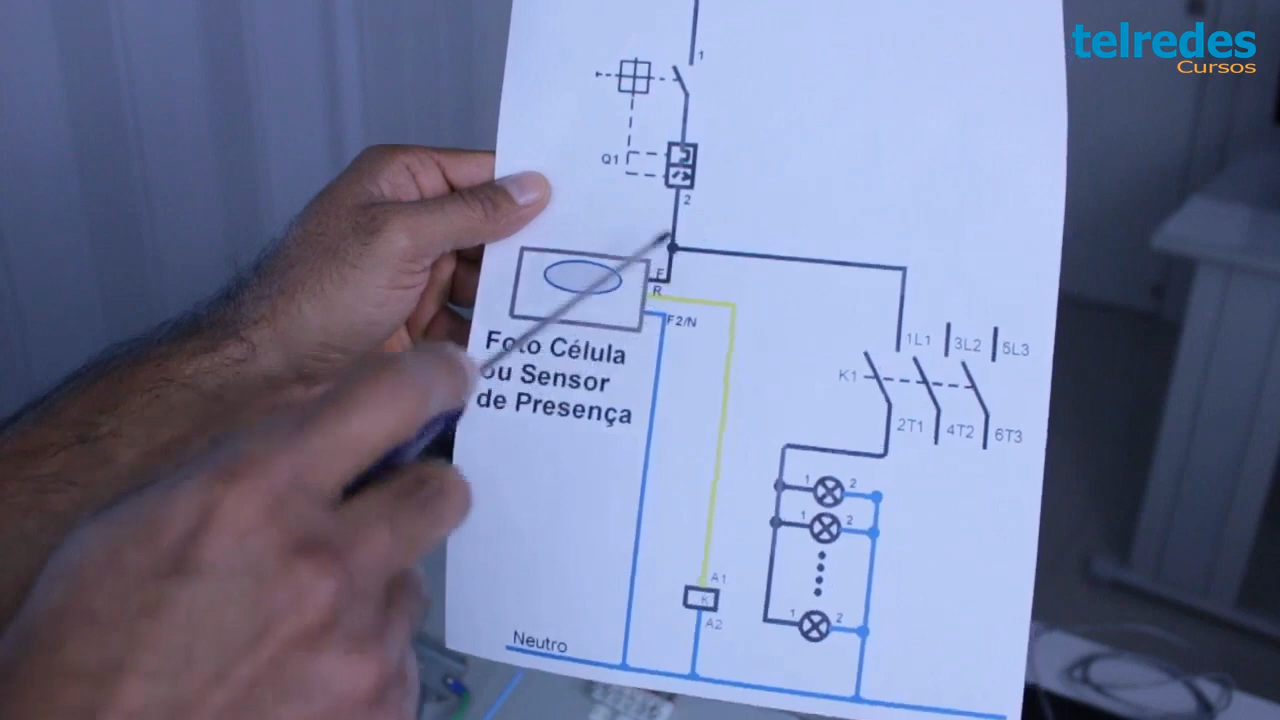 telredes
Cursos
1
Q1
2
F
R
F2/N
Foto Célula
ou Sensor
de Presença
1L1 3L2 5L3
K1
2T1 4T2 6T3
1 2
1 2
1 2
A1
K
A2
Neutro